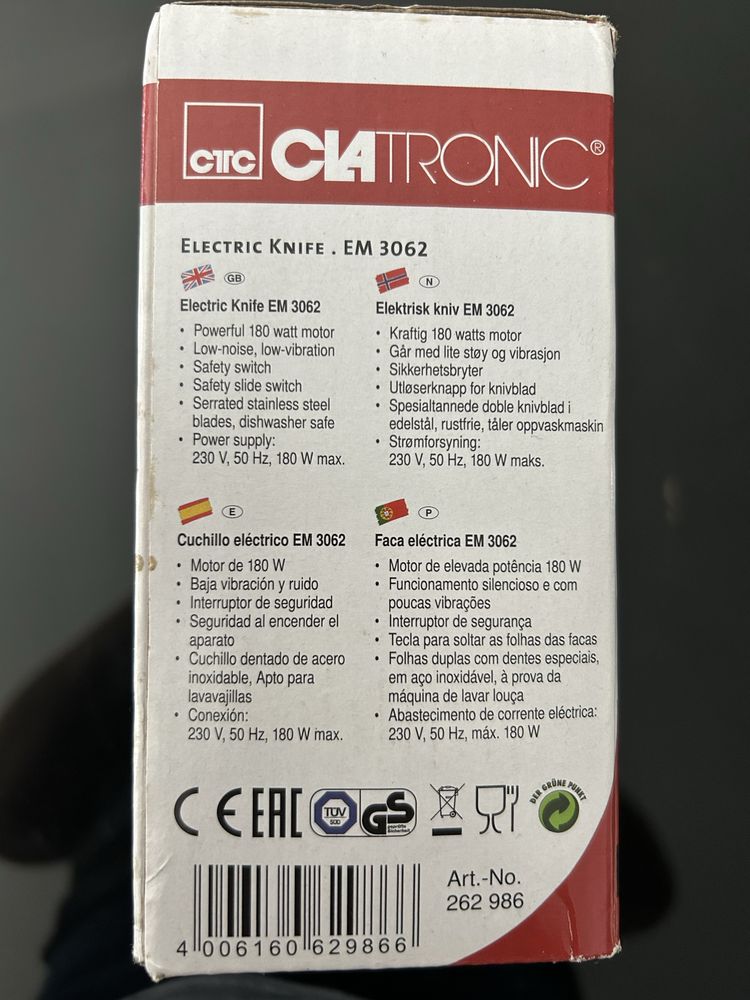 CTC CLATRONIC®
ELECTRIC KNIFE . EM 3062
GB
Electric Knife EM 3062
• Powerful 180 watt motor
• Low-noise, low-vibration
• Safety switch
• Safety slide switch
• Serrated stainless steel
blades, dishwasher safe
• Power supply:
230 V, 50 Hz, 180 W max.
N
Elektrisk kniv EM 3062
• Kraftig 180 watts motor
• Går med lite støy og vibrasjon
• Sikkerhetsbryter
• Utløserknapp for knivblad
• Spesialtannede doble knivblad i
edelstål, rustfrie, tåler oppvaskmaskin
• Strømforsyning:
230 V, 50 Hz, 180 W maks.
E
Cuchillo eléctrico EM 3062
• Motor de 180 W
• Baja vibración y ruido
• Interruptor de seguridad
• Seguridad al encender el
aparato
• Cuchillo dentado de acero
inoxidable, Apto para
lavavajillas
• Conexión:
230 V, 50 Hz, 180 W max.
P
Faca eléctrica EM 3062
• Motor de elevada potência 180 W
• Funcionamento silencioso e com
poucas vibrações
• Interruptor de segurança
• Tecla para soltar as folhas das facas
• Folhas duplas com dentes especiais,
em aço inoxidável, à prova da
máquina de lavar louça
• Abastecimento de corrente eléctrica:
230 V, 50 Hz, máx. 180 W
CE EAC TÜV SÜD GS geprüfte Sicherheit DER GRÜNE PUNKT
Art.-No.
262 986
4 006160 629866